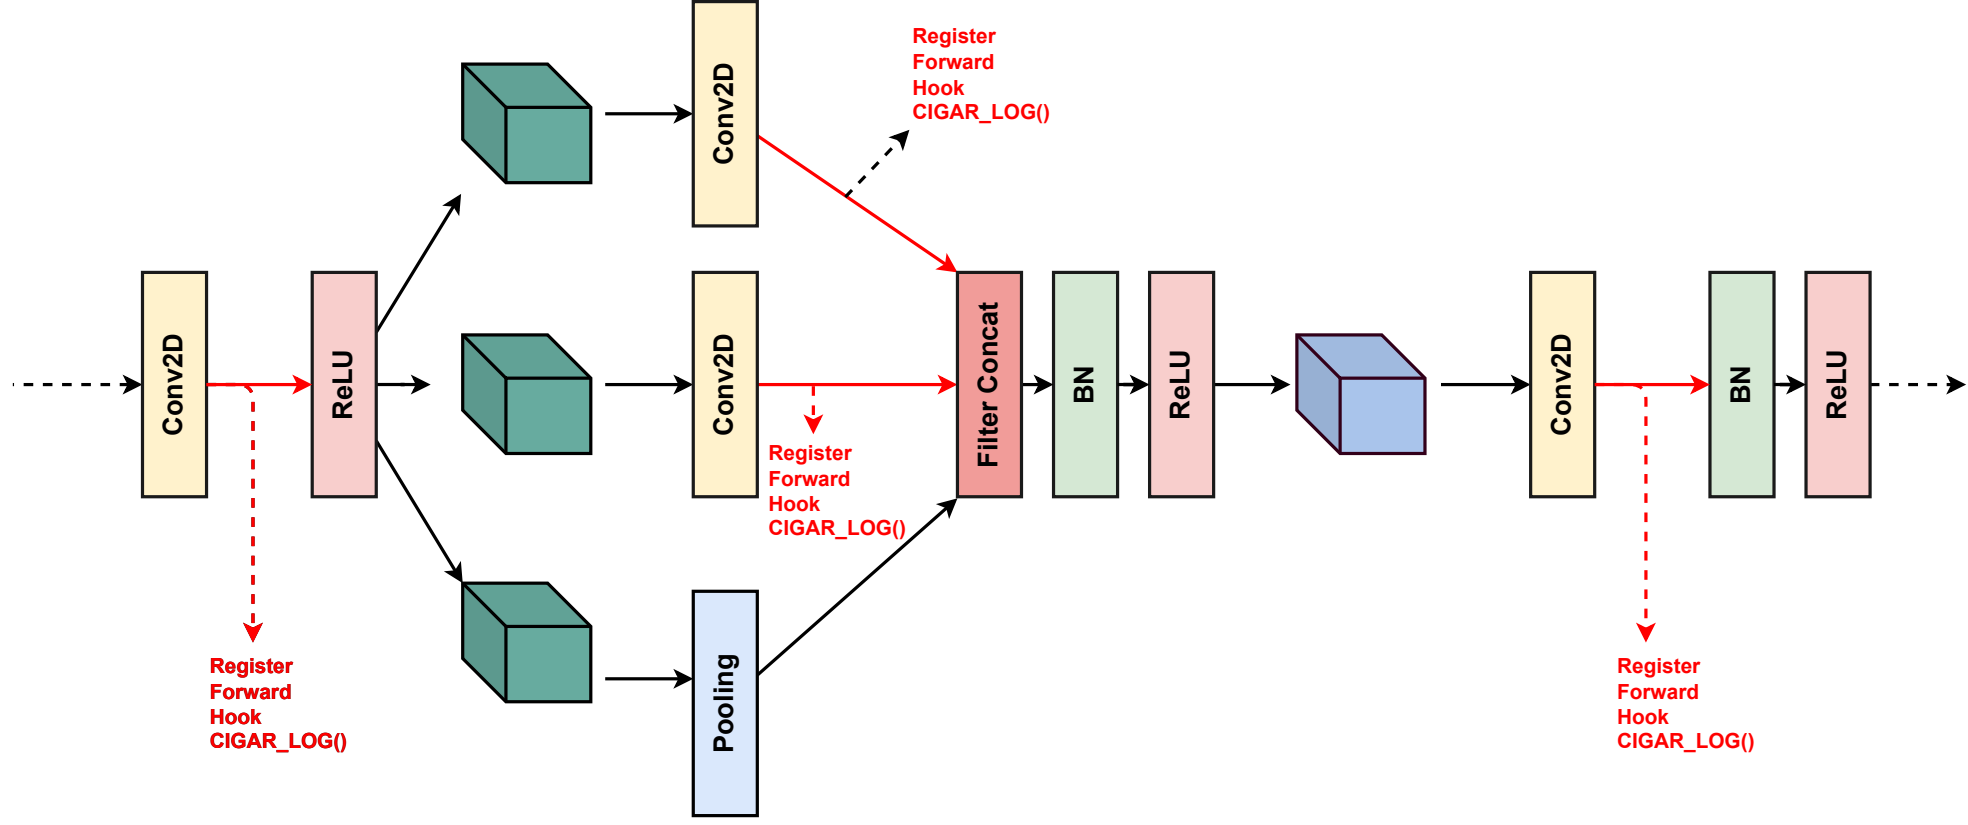 Conv2D
Register
Forward
Hook
CIGAR_LOG()
ReLU
Conv2D
Register
Forward
Hook
CIGAR_LOG()
Conv2D
Register
Forward
Hook
CIGAR_LOG()
Pooling
Filter Concat
BN
ReLU
Conv2D
Register
Forward
Hook
CIGAR_LOG()
BN
ReLU